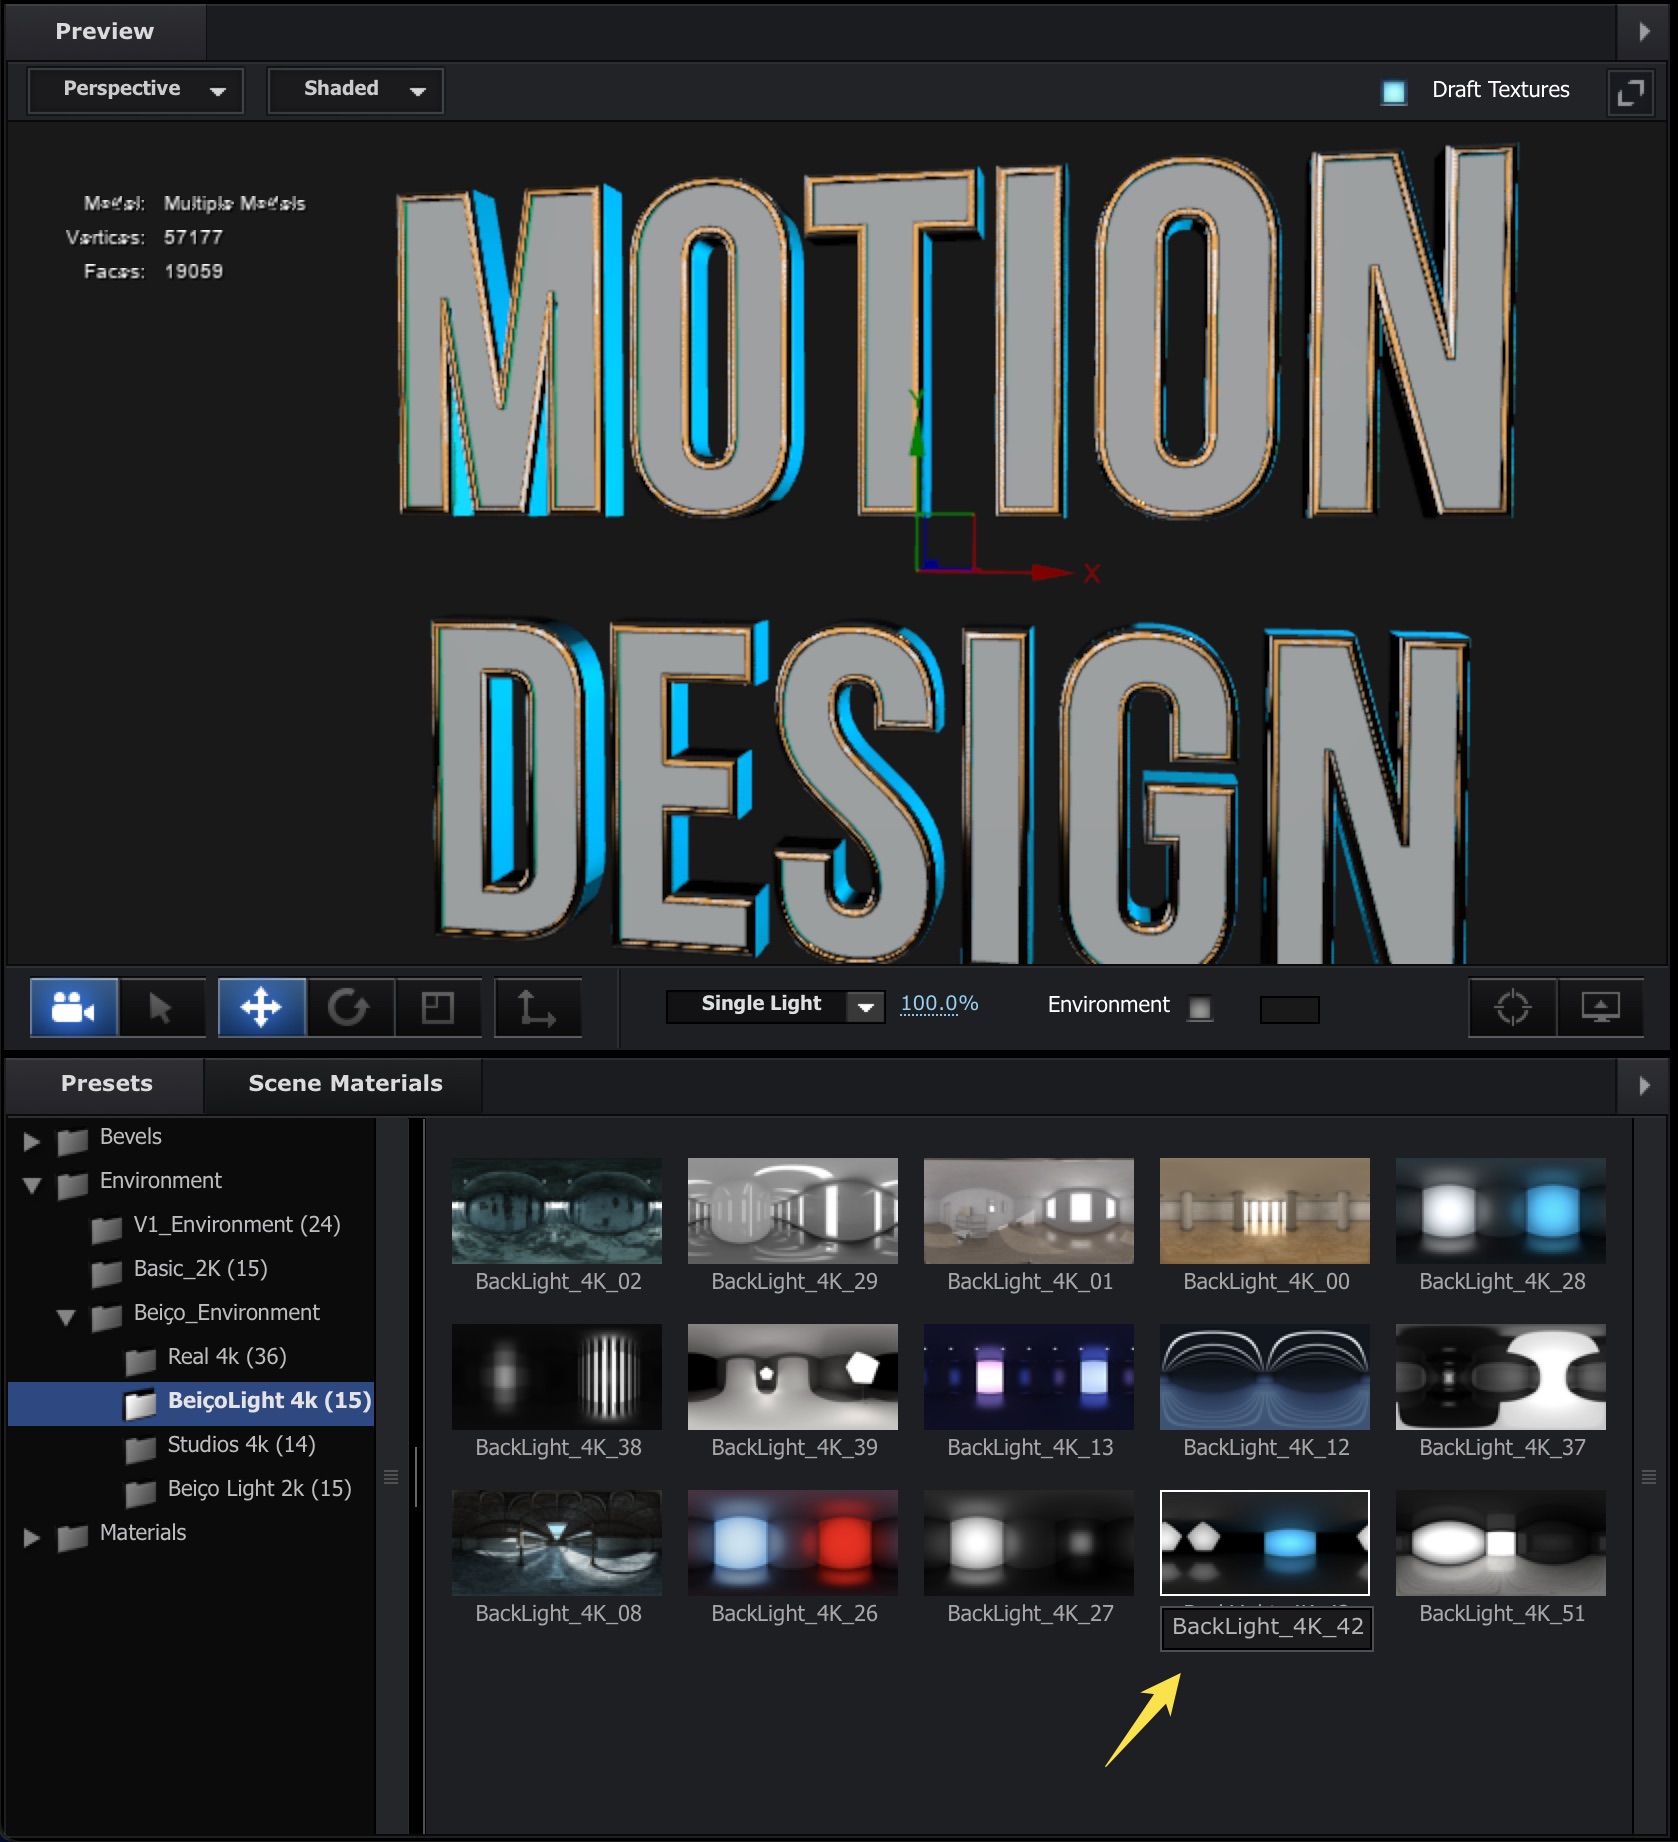 Preview
Perspective
Shaded
Draft Textures
Model: Multiple Models
Vertices: 57177
Faces: 19059
MOTION
Y
X
DESIGN
Single Light
100.0%
Environment
Presets
Scene Materials
Bevels
Environment
V1_Environment (24)
Basic_2K (15)
Beiço_Environment
Real 4k (36)
BeiçoLight 4k (15)
Studios 4k (14)
Beiço Light 2k (15)
Materials
BackLight_4K_02
BackLight_4K_29
BackLight_4K_01
BackLight_4K_00
BackLight_4K_28
BackLight_4K_38
BackLight_4K_39
BackLight_4K_13
BackLight_4K_12
BackLight_4K_37
BackLight_4K_08
BackLight_4K_26
BackLight_4K_27
BackLight_4K_42
BackLight_4K_51